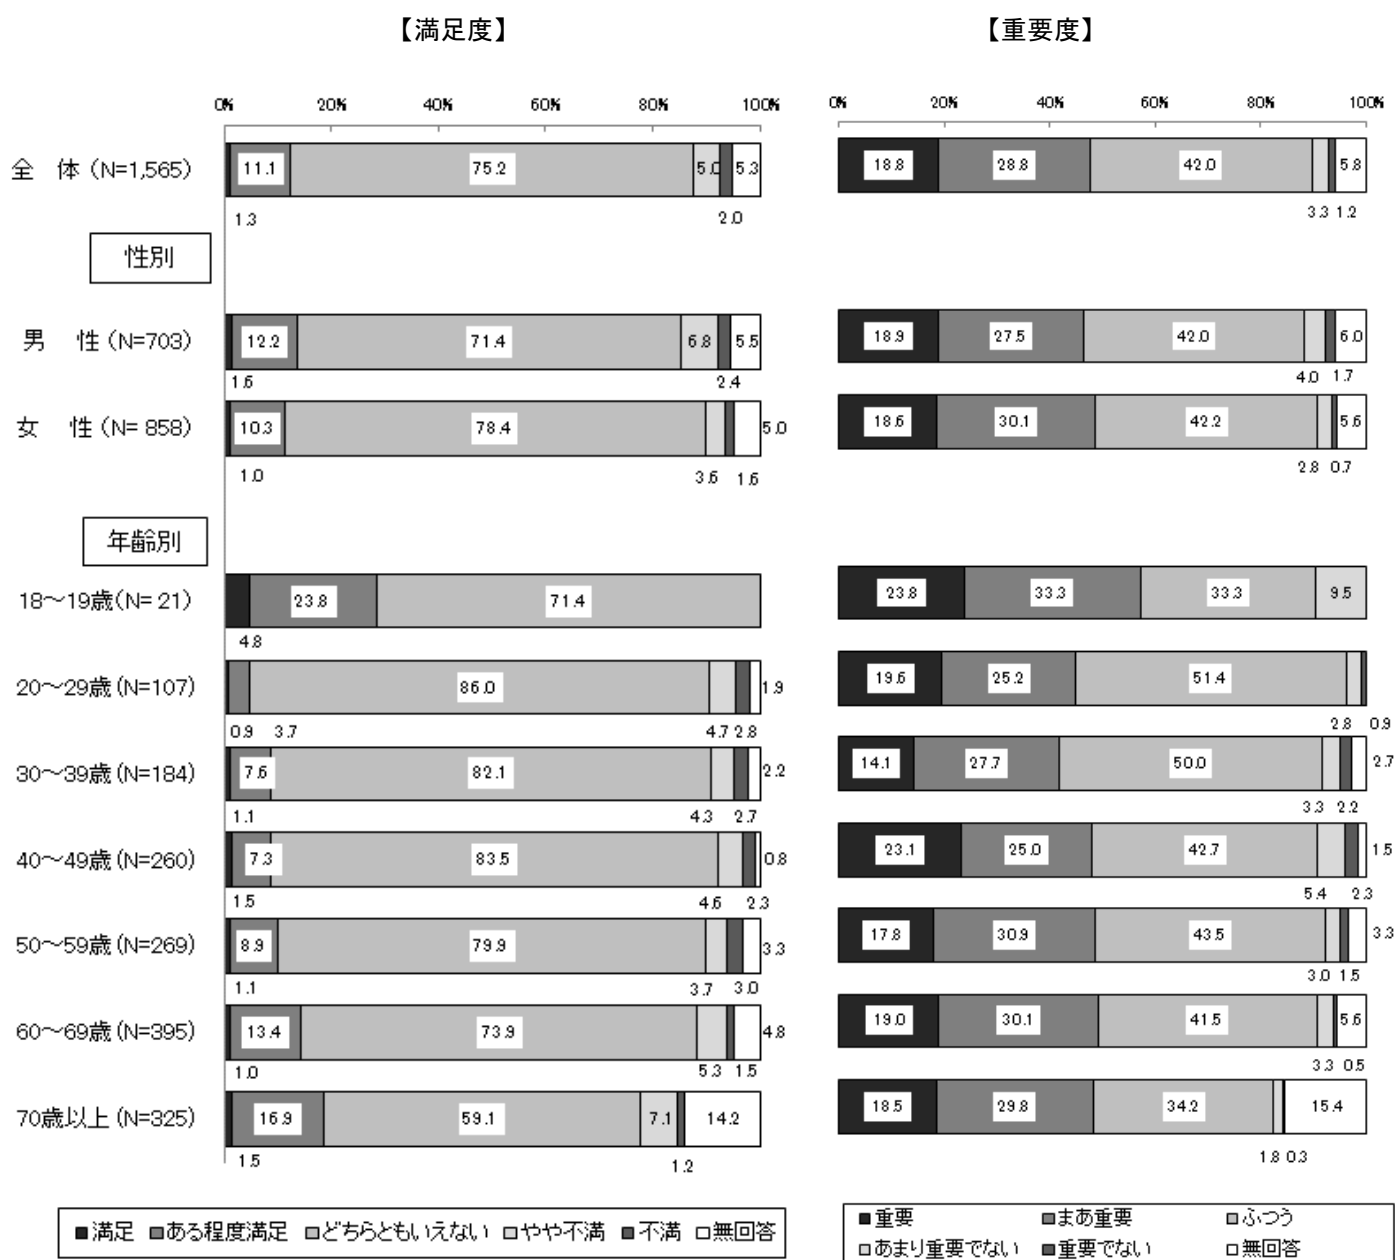 【満足度】 【重要度】
0% 20% 40% 60% 80% 100% 0% 20% 40% 60% 80% 100%
全 体 (N=1,565) 11.1 75.2 5.0 5.3 18.8 28.8 42.0 5.8
1.3 2.0 3.3 1.2
性別
男 性 (N=703) 12.2 71.4 6.8 5.5 18.9 27.5 42.0 6.0
1.6 2.4 4.0 1.7
女 性 (N= 858) 10.3 78.4 5.0 18.6 30.1 42.2 5.6
1.0 3.6 1.6 2.8 0.7
年齢別
18～19歳(N= 21) 23.8 71.4 23.8 33.3 33.3 9.5
4.8
20～29歳 (N=107) 86.0 1.9 19.6 25.2 51.4
0.9 3.7 4.7 2.8 2.8 0.9
30～39歳 (N=184) 7.6 82.1 2.2 14.1 27.7 50.0 2.7
1.1 4.3 2.7 3.3 2.2
40～49歳 (N=260) 7.3 83.5 0.8 23.1 25.0 42.7 1.5
1.5 4.6 2.3 5.4 2.3
50～59歳 (N=269) 8.9 79.9 3.3 17.8 30.9 43.5 3.3
1.1 3.7 3.0 3.0 1.5
60～69歳 (N=395) 13.4 73.9 4.8 19.0 30.1 41.5 5.6
1.0 5.3 1.5 3.3 0.5
70歳以上 (N=325) 16.9 59.1 7.1 14.2 18.5 29.8 34.2 15.4
1.5 1.2 1.8 0.3
満足 ある程度満足 どちらともいえない やや不満 不満 無回答
重要 まあ重要 ふつう
あまり重要でない 重要でない 無回答